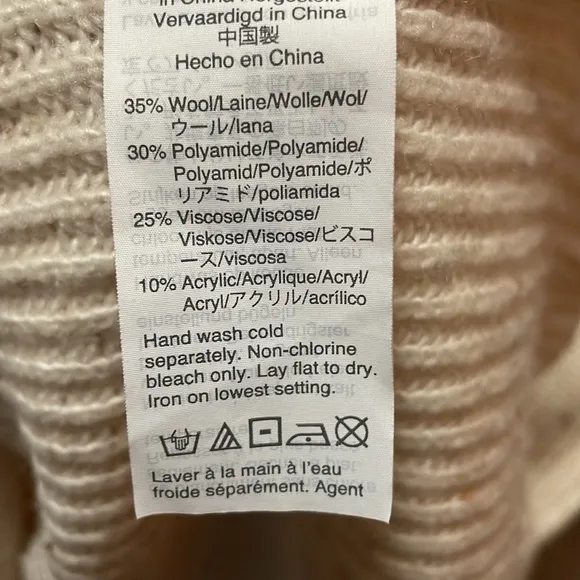 Vervaardigd in China
中国製
Hecho en China
35% Wool/Laine/Wolle/Wol/
ウール/lana
30% Polyamide/Polyamide/
Polyamid/Polyamide/ポ
リアミド/poliamida
25% Viscose/Viscose/
Viskose/Viscose/ビスコ
ース/viscosa
10% Acrylic/Acrylique/Acryl/
Acryl/アクリル/acrílico
Hand wash cold
separately. Non-chlorine
bleach only. Lay flat to dry.
Iron on lowest setting.
Laver à la main à l'eau
froide séparément. Agent